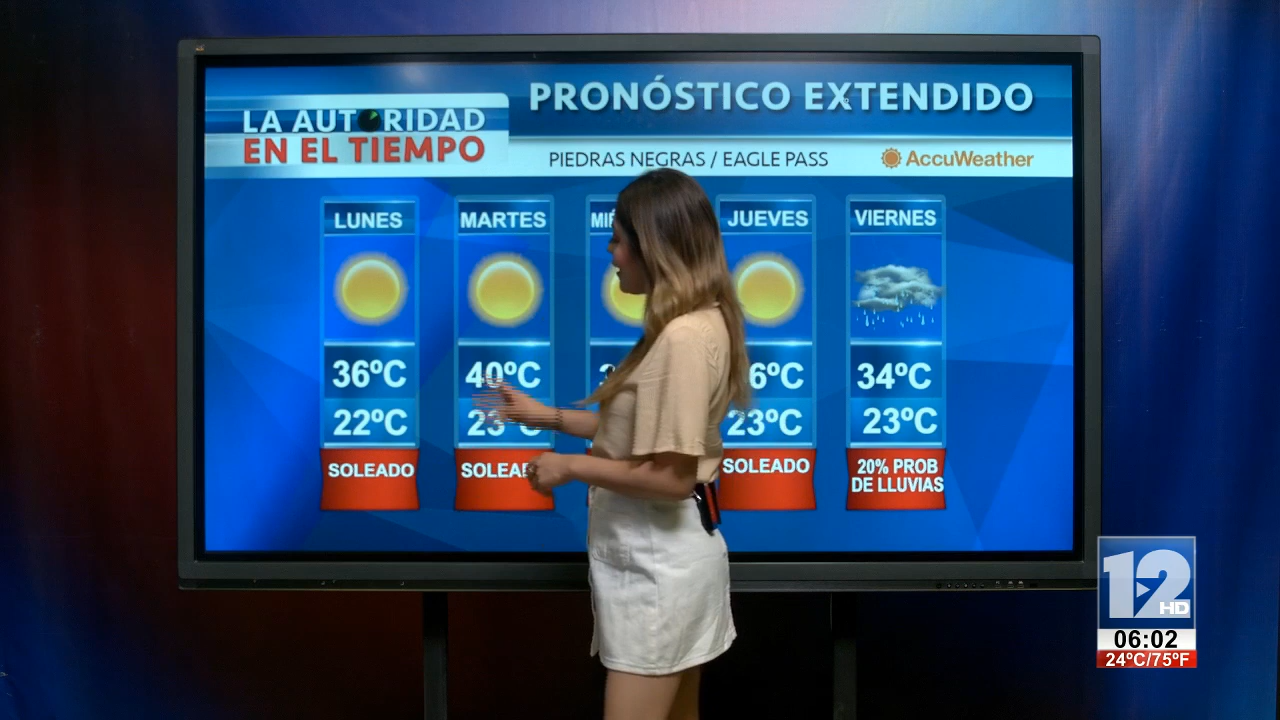 PRONÓSTICO EXTENDIDO
LA AUTORIDAD
EN EL TIEMPO
PIEDRAS NEGRAS / EAGLE PASS
AccuWeather
LUNES MARTES JUEVES VIERNES
36ºC 40ºC 34ºC
22ºC 23ºC 23ºC 23ºC
SOLEADO SOLEADO 20% PROB
DE LLUVIAS
12
HD
06:02
24ºC/75ºF